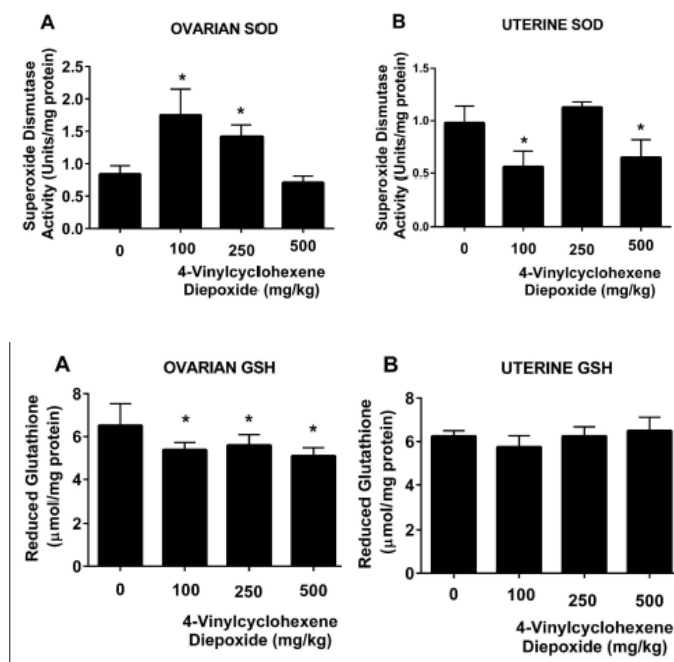 A
OVARIAN SOD
Superoxide Dismutase
Activity (Units/mg protein)
2.5
2.0
1.5
1.0
0.5
0.0
*
*
0
100
250
500
4-Vinylcyclohexene
Diepoxide (mg/kg)
B
UTERINE SOD
Superoxide Dismutase
Activity (Units/mg protein)
1.5
1.0
0.5
0.0
*
*
0
100
250
500
4-Vinylcyclohexene
Diepoxide (mg/kg)
A
OVARIAN GSH
Reduced Glutathione
(μmol/mg protein)
8
6
4
2
0
*
*
*
0
100
250
500
4-Vinylcyclohexene
Diepoxide (mg/kg)
B
UTERINE GSH
Reduced Glutathione
(μmol/mg protein)
8
6
4
2
0
0
100
250
500
4-Vinylcyclohexene
Diepoxide (mg/kg)